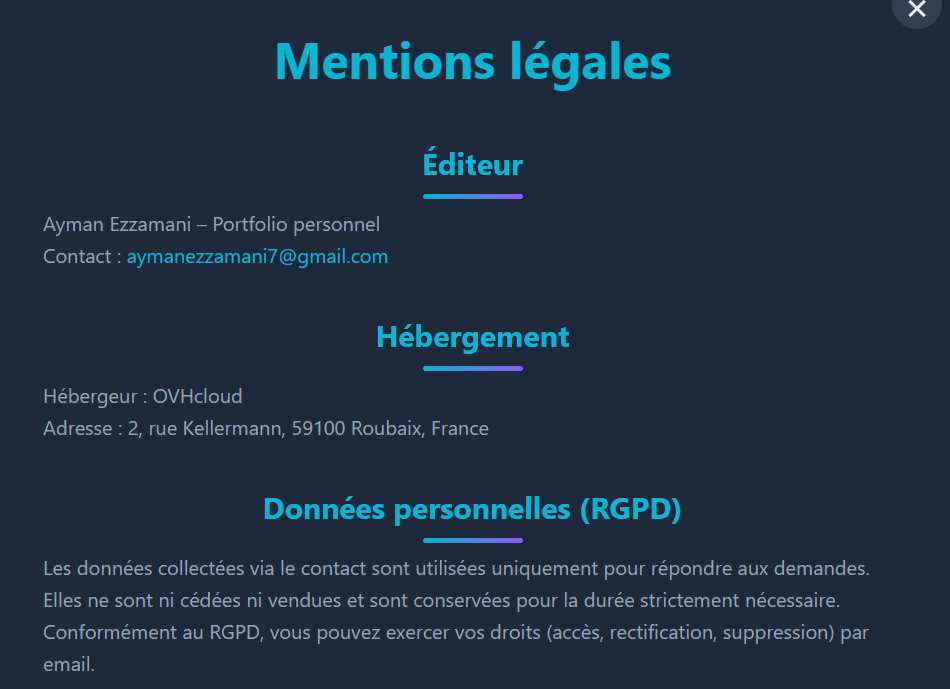 Mentions légales
Éditeur
Ayman Ezzamani – Portfolio personnel
Contact : aymanezzamani7@gmail.com
Hébergement
Hébergeur : OVHcloud
Adresse : 2, rue Kellermann, 59100 Roubaix, France
Données personnelles (RGPD)
Les données collectées via le contact sont utilisées uniquement pour répondre aux demandes.
Elles ne sont ni cédées ni vendues et sont conservées pour la durée strictement nécessaire.
Conformément au RGPD, vous pouvez exercer vos droits (accès, rectification, suppression) par
email.